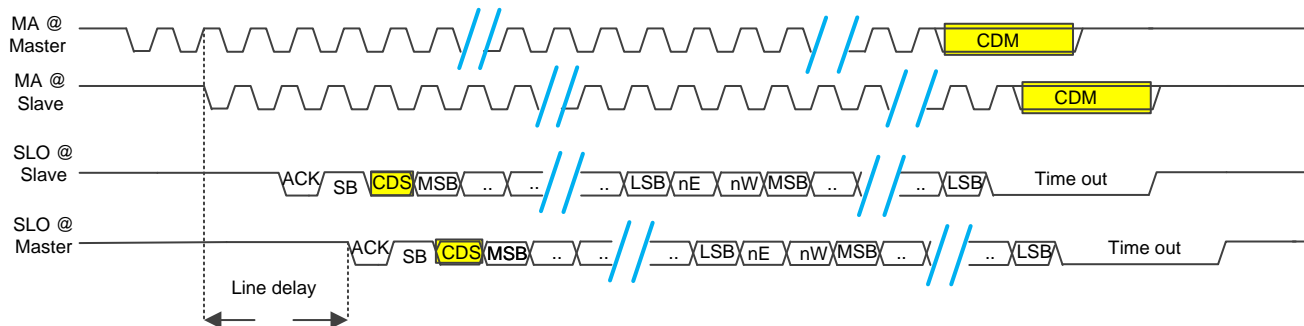 MA @
Master
CDM
MA @
Slave
CDM
SLO @
Slave
ACK SB CDS MSB .. .. .. LSB nE nW MSB .. .. LSB Time out
SLO @
Master
ACK SB CDS MSB .. .. .. LSB nE nW MSB .. .. LSB Time out
Line delay